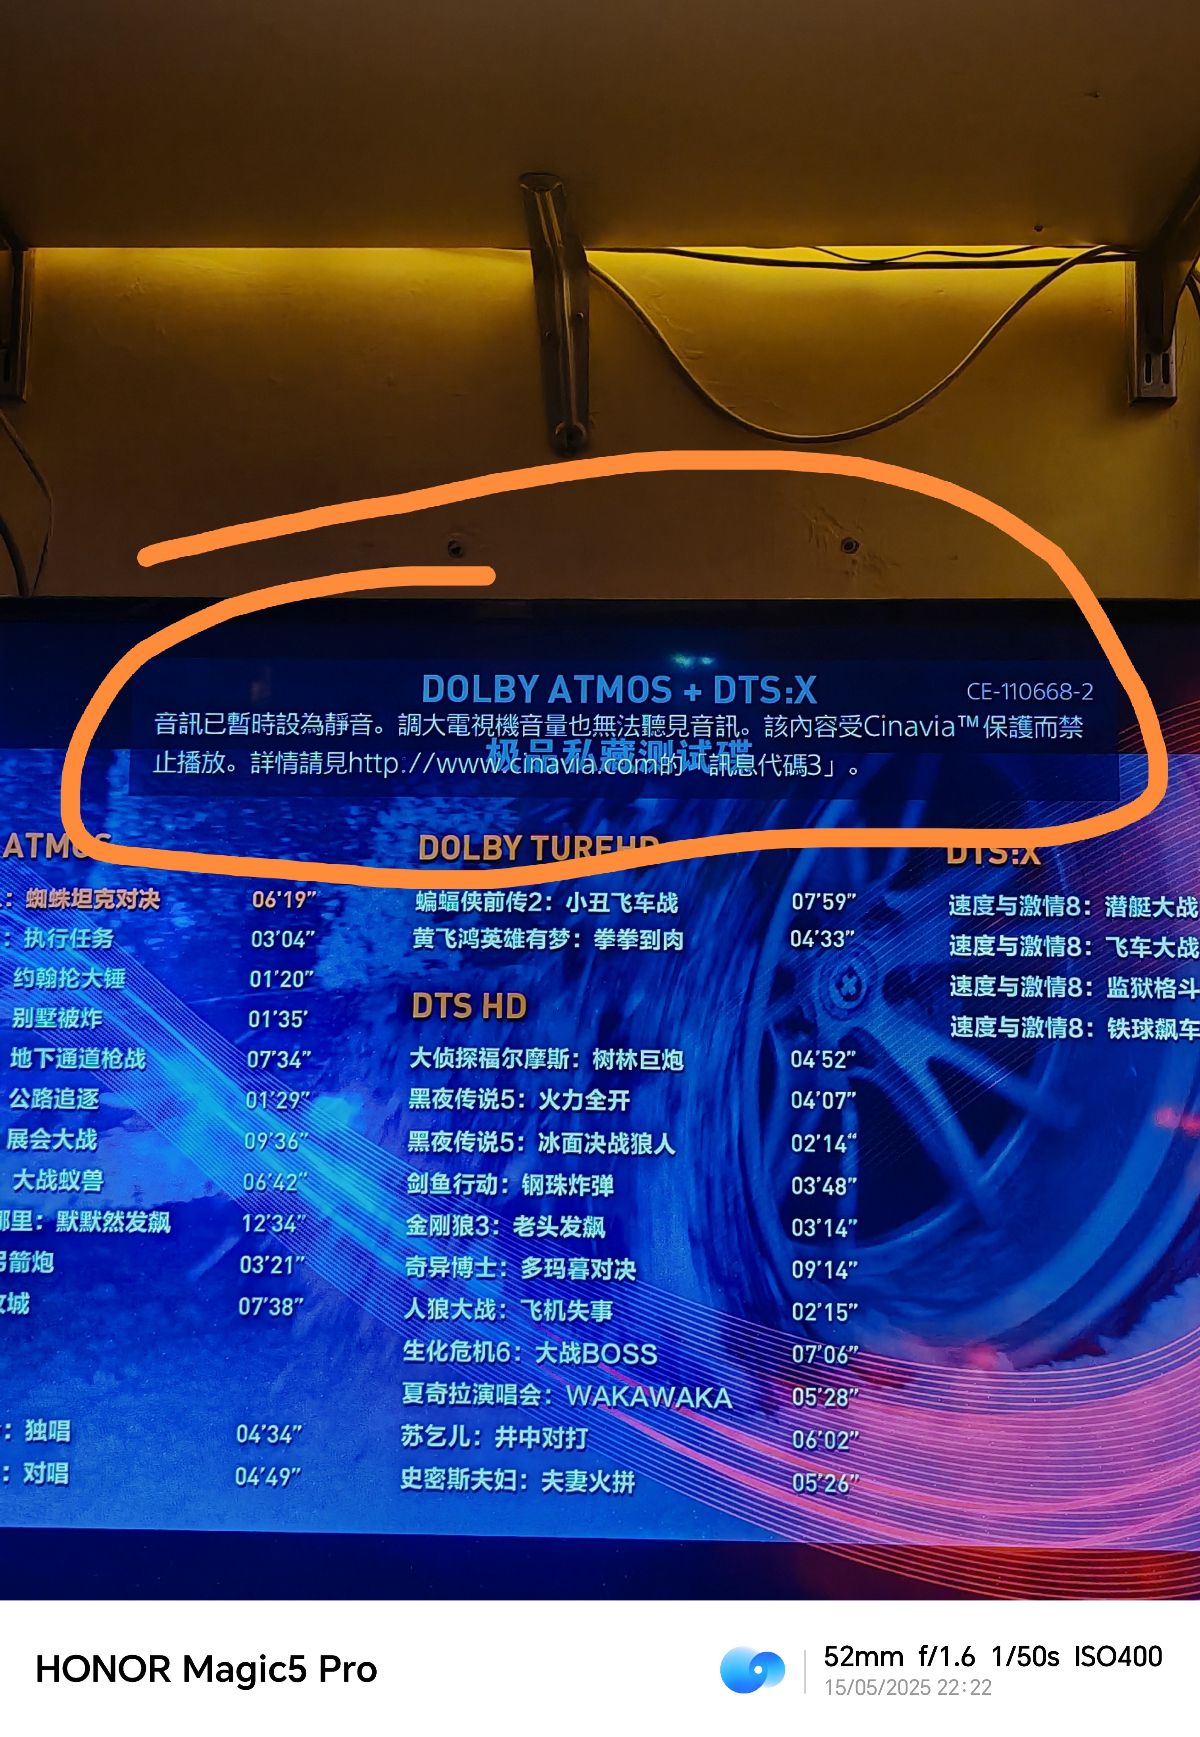 DOLBY ATMOS + DTS:X
CE-110668-2
音訊已暫時設為靜音。調大電視機音量也無法聽見音訊。該內容受Cinavia™保護而禁
极品私藏测试碟
止播放。詳情請見http://www.cinavia.com的「訊息代碼3」。
ATMOS
：蜘蛛坦克对决 06'19”
：执行任务 03'04”
约翰抡大锤 01'20”
别墅被炸 01'35'
地下通道枪战 07'34”
公路追逐 01'29”
展会大战 09'36”
大战蚁兽 06'42”
那里：默默然发飙 12'34”
箭炮 03'21”
城 07'38”
：独唱 04'34”
：对唱 04'49”
DOLBY TUREHD
蝙蝠侠前传2：小丑飞车战 07'59”
黄飞鸿英雄有梦：拳拳到肉 04'33”
DTS HD
大侦探福尔摩斯：树林巨炮 04'52”
黑夜传说5：火力全开 04'07”
黑夜传说5：冰面决战狼人 02'14“
剑鱼行动：钢珠炸弹 03'48”
金刚狼3：老头发飙 03'14”
奇异博士：多玛暮对决 09'14”
人狼大战：飞机失事 02'15”
生化危机6：大战BOSS 07'06”
夏奇拉演唱会：WAKAWAKA 05'28”
苏乞儿：井中对打 06'02”
史密斯夫妇：夫妻火拼 05'26”
DTS:X
速度与激情8：潜艇大战
速度与激情8：飞车大战
速度与激情8：监狱格斗
速度与激情8：铁球飙车
HONOR Magic5 Pro
52mm f/1.6 1/50s ISO400
15/05/2025 22:22